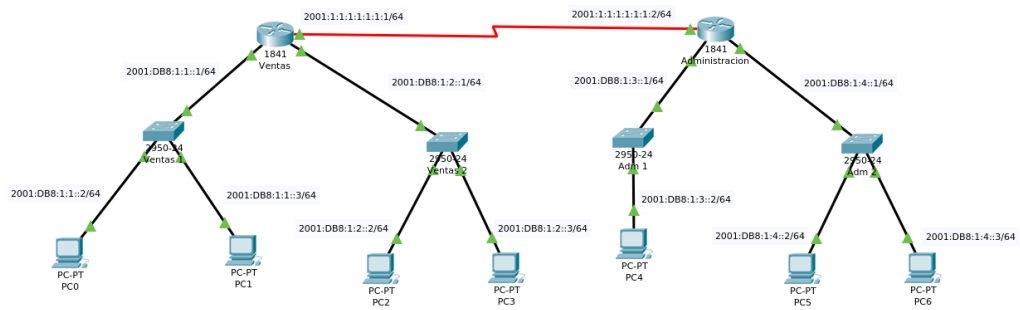 2001:1:1:1:1:1:1:1/64
2001:1:1:1:1:1:1:2/64
1841
Ventas
1841
Administracion
2001:DB8:1:1::1/64
2001:DB8:1:2::1/64
2001:DB8:1:3::1/64
2001:DB8:1:4::1/64
2950-24
Ventas 1
2950-24
Ventas 2
2950-24
Adm 1
2950-24
Adm 2
2001:DB8:1:1::2/64
2001:DB8:1:1::3/64
2001:DB8:1:2::2/64
2001:DB8:1:2::3/64
2001:DB8:1:3::2/64
2001:DB8:1:4::2/64
2001:DB8:1:4::3/64
PC-PT
PC0
PC-PT
PC1
PC-PT
PC2
PC-PT
PC3
PC-PT
PC4
PC-PT
PC5
PC-PT
PC6